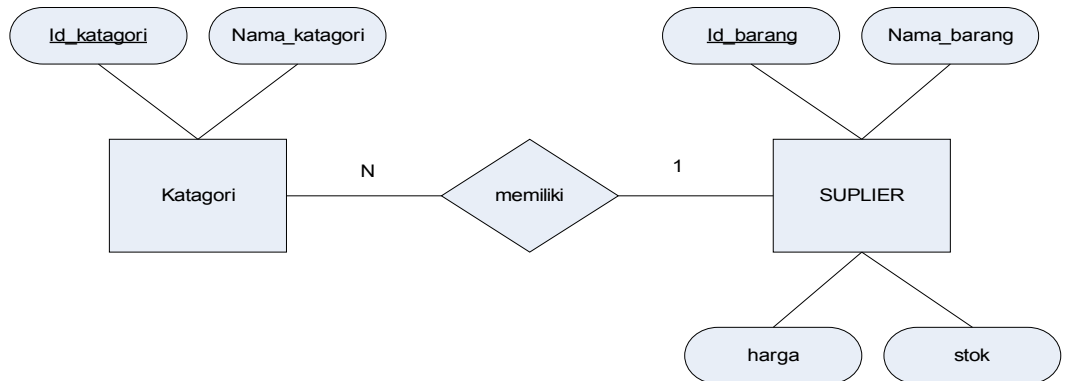 Id_katagori
Nama_katagori
Id_barang
Nama_barang
Katagori
N
memiliki
1
SUPLIER
harga
stok